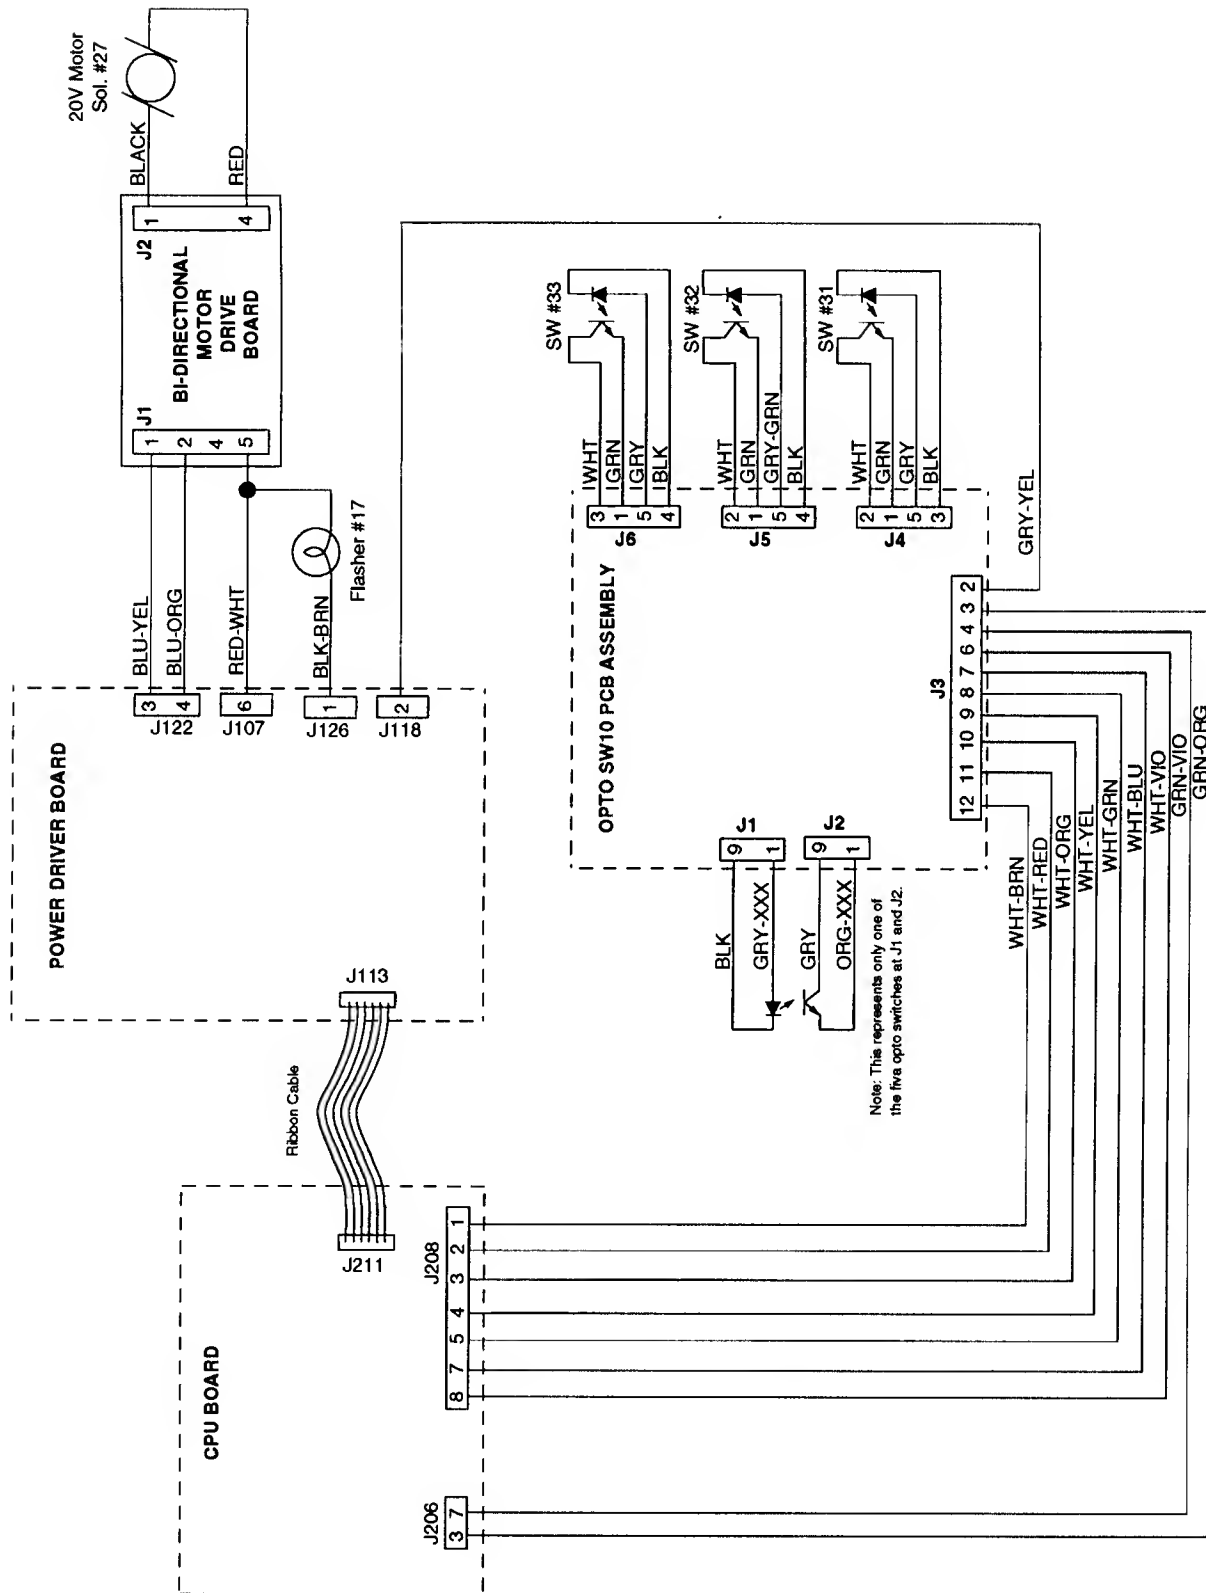 20V Motor
Sol. #27
BLACK
RED
J2
1
4
BI-DIRECTIONAL
MOTOR
DRIVE
BOARD
J1
1
2
4
5
BLU-YEL
BLU-ORG
RED-WHT
BLK-BRN
Flasher #17
POWER DRIVER BOARD
3
4
J122
6
J107
1
J126
2
J118
J113
Ribbon Cable
J211
CPU BOARD
J208
1
2
3
4
5
7
8
J206
7
3
OPTO SW10 PCB ASSEMBLY
SW #33
WHT
GRN
GRY
BLK
3
1
5
4
J6
SW #32
WHT
GRN
GRY-GRN
BLK
2
1
5
4
J5
SW #31
WHT
GRN
GRY
BLK
2
1
5
3
J4
GRY-YEL
J3
12
11
10
9
8
7
6
4
3
2
J1
9
1
J2
9
1
BLK
GRY-XXX
GRY
ORG-XXX
Note: This represents only one of
the fiva opto switches at J1 and J2.
WHT-BRN
WHT-RED
WHT-ORG
WHT-YEL
WHT-GRN
WHT-BLU
WHT-VIO
GRN-VIO
GRN-ORG